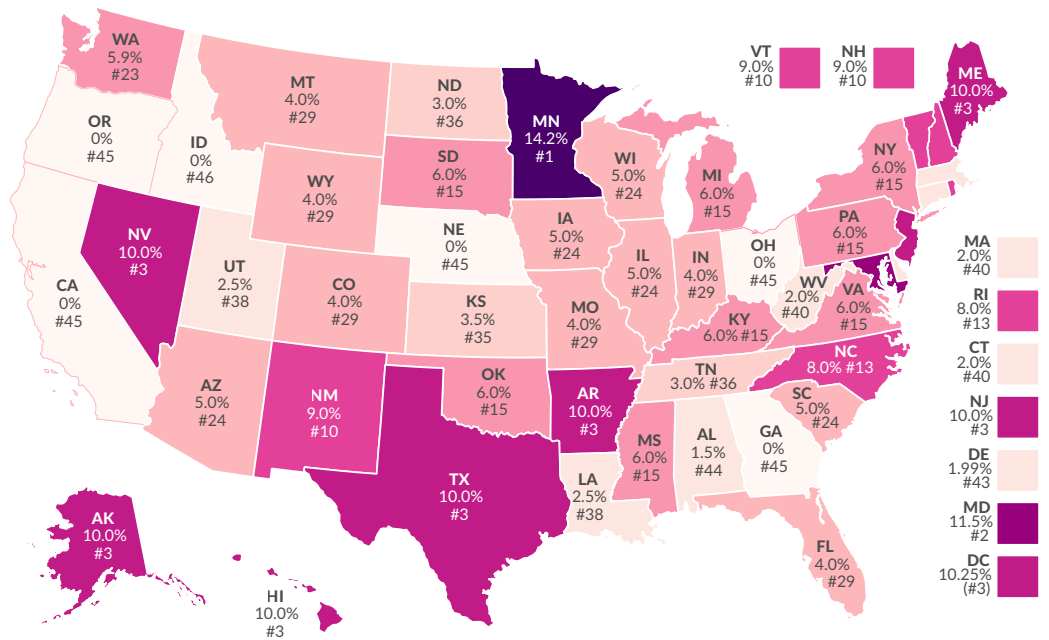 WA
5.9%
#23
MT
4.0%
#29
ND
3.0%
#36
MN
14.2%
#1
VT
9.0%
#10
NH
9.0%
#10
ME
10.0%
#3
OR
0%
#45
ID
0%
#46
WY
4.0%
#29
SD
6.0%
#15
WI
5.0%
#24
MI
6.0%
#15
NY
6.0%
#15
NV
10.0%
#3
UT
2.5%
#38
CO
4.0%
#29
NE
0%
#45
IA
5.0%
#24
IL
5.0%
#24
IN
4.0%
#29
OH
0%
#45
PA
6.0%
#15
CA
0%
#45
KS
3.5%
#35
MO
4.0%
#29
KY
6.0% #15
WV
2.0%
#40
VA
6.0%
#15
MA
2.0%
#40
RI
8.0%
#13
CT
2.0%
#40
NJ
10.0%
#3
DE
1.99%
#43
MD
11.5%
#2
DC
10.25%
(#3)
AZ
5.0%
#24
NM
9.0%
#10
OK
6.0%
#15
AR
10.0%
#3
TN
3.0% #36
NC
8.0% #13
SC
5.0%
#24
TX
10.0%
#3
LA
2.5%
#38
MS
6.0%
#15
AL
1.5%
#44
GA
0%
#45
FL
4.0%
#29
AK
10.0%
#3
HI
10.0%
#3